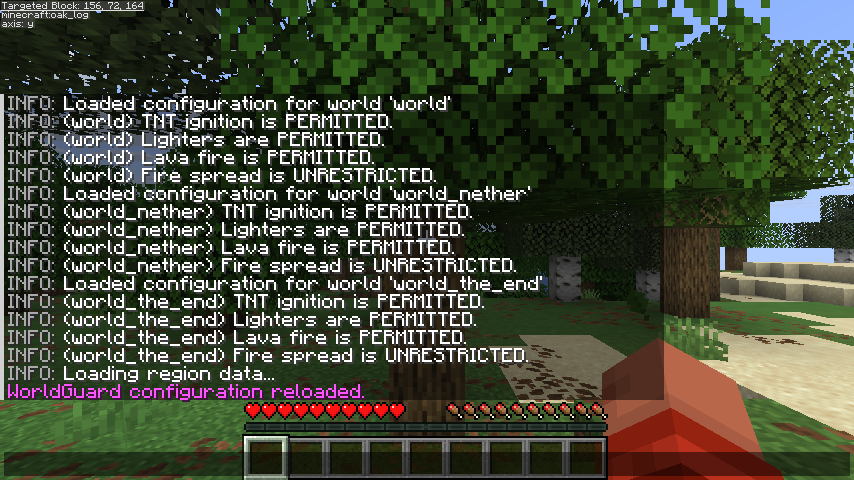 Targeted Block: 156, 72, 164
minecraft:oak_log
axis: y
INFO: Loaded configuration for world 'world'
INFO: (world) TNT ignition is PERMITTED.
INFO: (world) Lighters are PERMITTED.
INFO: (world) Lava fire is PERMITTED.
INFO: (world) Fire spread is UNRESTRICTED.
INFO: Loaded configuration for world 'world_nether'
INFO: (world_nether) TNT ignition is PERMITTED.
INFO: (world_nether) Lighters are PERMITTED.
INFO: (world_nether) Lava fire is PERMITTED.
INFO: (world_nether) Fire spread is UNRESTRICTED.
INFO: Loaded configuration for world 'world_the_end'
INFO: (world_the_end) TNT ignition is PERMITTED.
INFO: (world_the_end) Lighters are PERMITTED.
INFO: (world_the_end) Lava fire is PERMITTED.
INFO: (world_the_end) Fire spread is UNRESTRICTED.
INFO: Loading region data...
WorldGuard configuration reloaded.